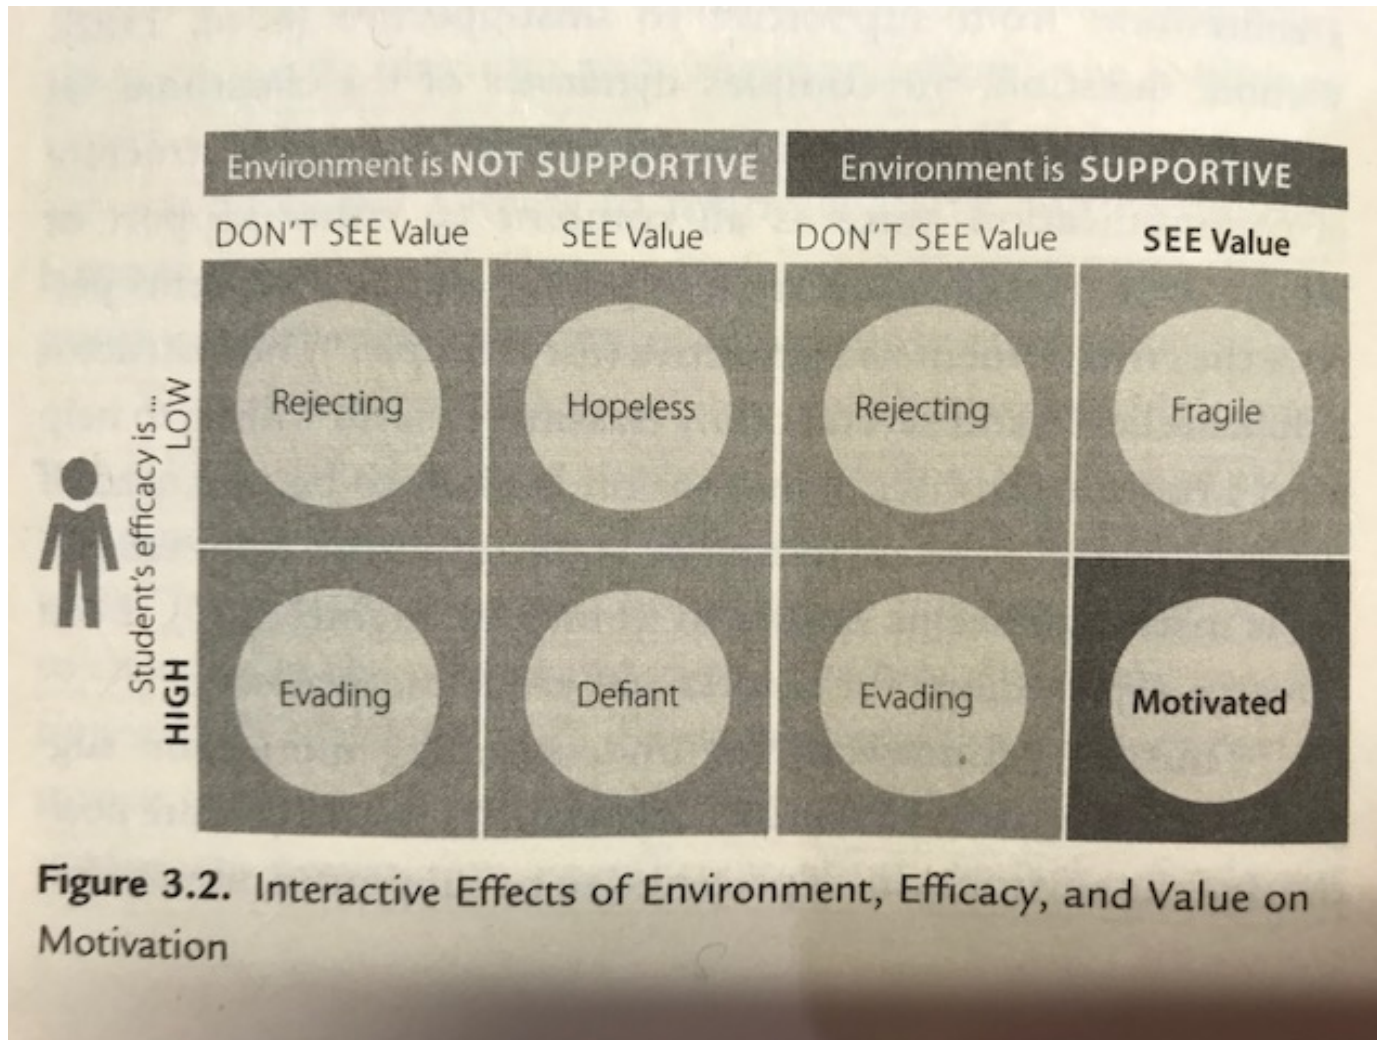 Environment is NOT SUPPORTIVE
Environment is SUPPORTIVE
DON'T SEE Value
SEE Value
DON'T SEE Value
SEE Value
Student's efficacy is ...
LOW
Rejecting
Hopeless
Rejecting
Fragile
HIGH
Evading
Defiant
Evading
Motivated
Figure 3.2. Interactive Effects of Environment, Efficacy, and Value on
Motivation